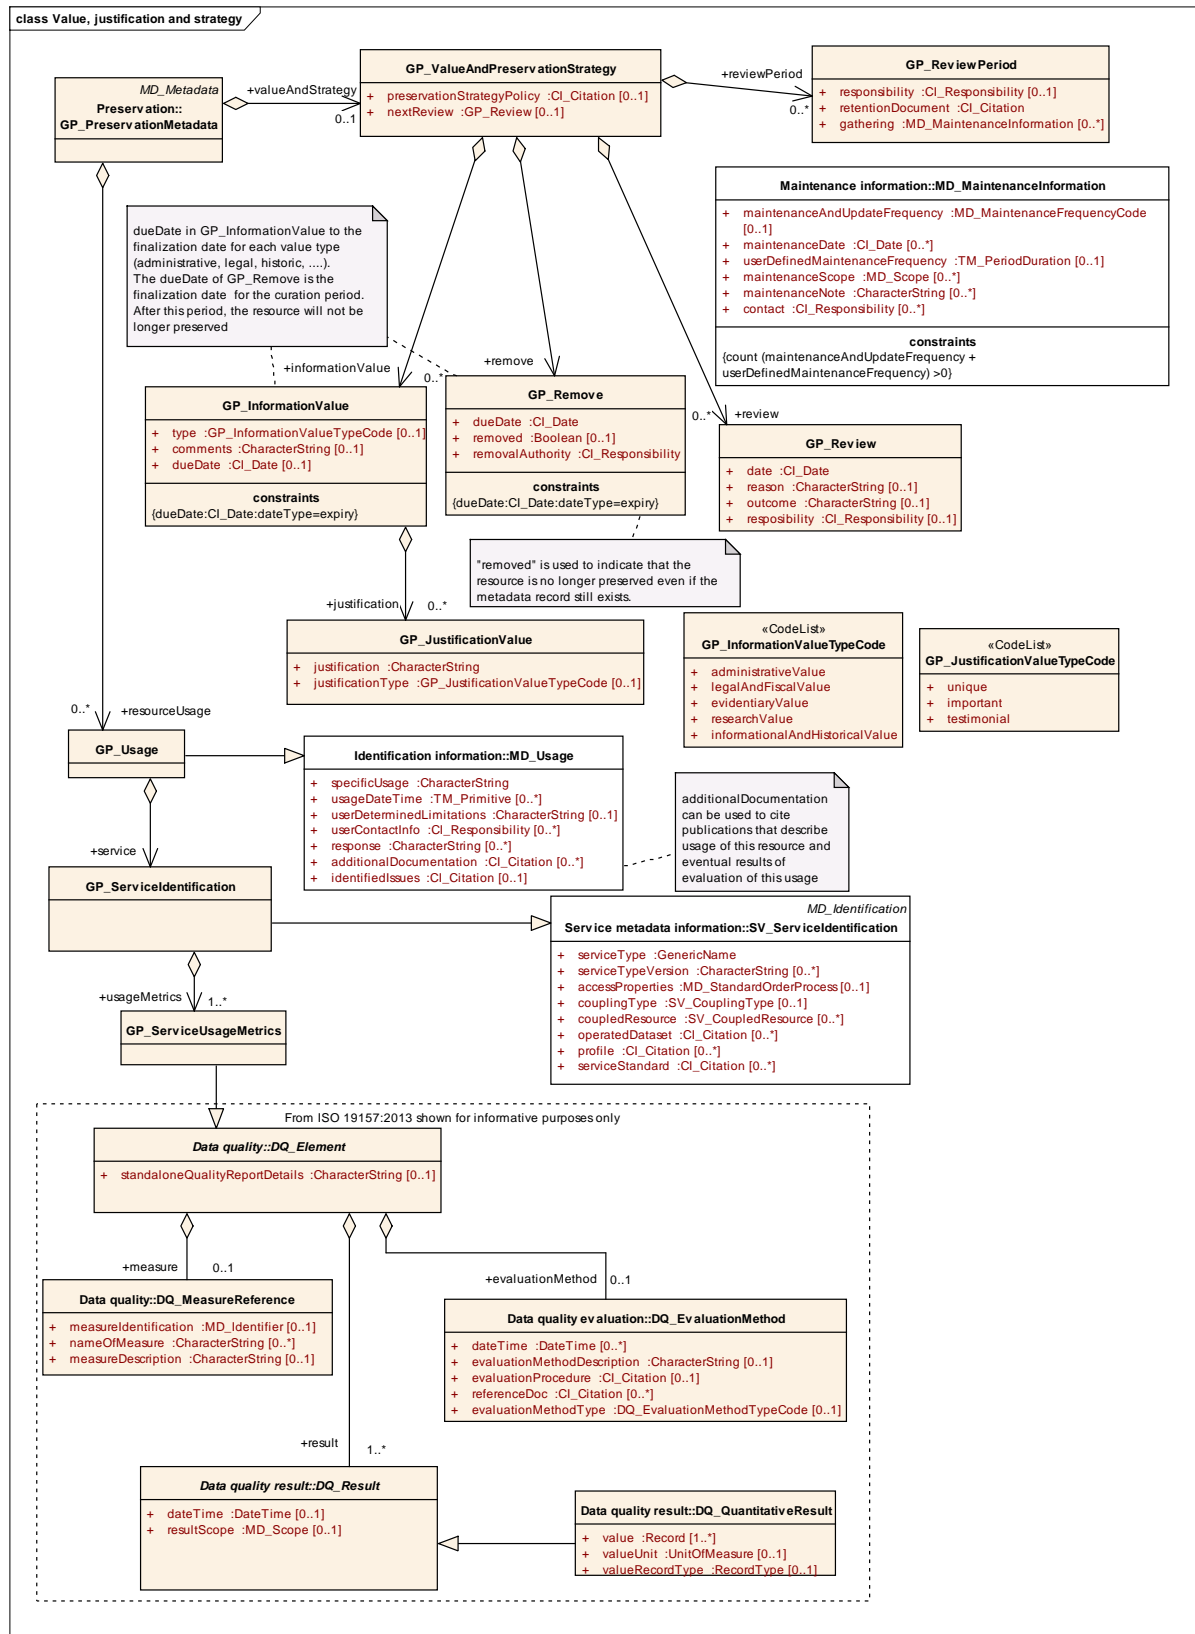 class Value, justification and strategy
MD_Metadata
Preservation::
GP_PreservationMetadata
+valueAndStrategy
0..1
GP_ValueAndPreservationStrategy
+ preservationStrategyPolicy :CI_Citation [0..1]
+ nextReview :GP_Review [0..1]
+reviewPeriod
0..*
GP_ReviewPeriod
+ responsibility :CI_Responsibility [0..1]
+ retentionDocument :CI_Citation
+ gathering :MD_MaintenanceInformation [0..*]
Maintenance information::MD_MaintenanceInformation
+ maintenanceAndUpdateFrequency :MD_MaintenanceFrequencyCode
[0..1]
+ maintenanceDate :CI_Date [0..*]
+ userDefinedMaintenanceFrequency :TM_PeriodDuration [0..1]
+ maintenanceScope :MD_Scope [0..*]
+ maintenanceNote :CharacterString [0..*]
+ contact :CI_Responsibility [0..*]
constraints
{count (maintenanceAndUpdateFrequency +
userDefinedMaintenanceFrequency) >0}
dueDate in GP_InformationValue to the
finalization date for each value type
(administrative, legal, historic, ....).
The dueDate of GP_Remove is the
finalization date for the curation period.
After this period, the resource will not be
longer preserved
+informationValue
0..*
+remove
GP_InformationValue
+ type :GP_InformationValueTypeCode [0..1]
+ comments :CharacterString [0..1]
+ dueDate :CI_Date [0..1]
constraints
{dueDate:CI_Date:dateType=expiry}
GP_Remove
+ dueDate :CI_Date
+ removed :Boolean [0..1]
+ removalAuthority :CI_Responsibility
constraints
{dueDate:CI_Date:dateType=expiry}
0..*
+review
GP_Review
+ date :CI_Date
+ reason :CharacterString [0..1]
+ outcome :CharacterString [0..1]
+ resposibility :CI_Responsibility [0..1]
"removed" is used to indicate that the
resource is no longer preserved even if the
metadata record still exists.
+justification
0..*
GP_JustificationValue
+ justification :CharacterString
+ justificationType :GP_JustificationValueTypeCode [0..1]
«CodeList»
GP_InformationValueTypeCode
+ administrativeValue
+ legalAndFiscalValue
+ evidentiaryValue
+ researchValue
+ informationalAndHistoricalValue
«CodeList»
GP_JustificationValueTypeCode
+ unique
+ important
+ testimonial
0..*
+resourceUsage
GP_Usage
Identification information::MD_Usage
+ specificUsage :CharacterString
+ usageDateTime :TM_Primitive [0..*]
+ userDeterminedLimitations :CharacterString [0..1]
+ userContactInfo :CI_Responsibility [0..*]
+ response :CharacterString [0..*]
+ additionalDocumentation :CI_Citation [0..*]
+ identifiedIssues :CI_Citation [0..1]
additionalDocumentation
can be used to cite
publications that describe
usage of this resource and
eventual results of
evaluation of this usage
+service
GP_ServiceIdentification
MD_Identification
Service metadata information::SV_ServiceIdentification
+ serviceType :GenericName
+ serviceTypeVersion :CharacterString [0..*]
+ accessProperties :MD_StandardOrderProcess [0..1]
+ couplingType :SV_CouplingType [0..1]
+ coupledResource :SV_CoupledResource [0..*]
+ operatedDataset :CI_Citation [0..*]
+ profile :CI_Citation [0..*]
+ serviceStandard :CI_Citation [0..*]
+usageMetrics
1..*
GP_ServiceUsageMetrics
From ISO 19157:2013 shown for informative purposes only
Data quality::DQ_Element
+ standaloneQualityReportDetails :CharacterString [0..1]
+measure
0..1
+evaluationMethod
0..1
Data quality::DQ_MeasureReference
+ measureIdentification :MD_Identifier [0..1]
+ nameOfMeasure :CharacterString [0..*]
+ measureDescription :CharacterString [0..1]
Data quality evaluation::DQ_EvaluationMethod
+ dateTime :DateTime [0..*]
+ evaluationMethodDescription :CharacterString [0..1]
+ evaluationProcedure :CI_Citation [0..1]
+ referenceDoc :CI_Citation [0..*]
+ evaluationMethodType :DQ_EvaluationMethodTypeCode [0..1]
+result
1..*
Data quality result::DQ_Result
+ dateTime :DateTime [0..1]
+ resultScope :MD_Scope [0..1]
Data quality result::DQ_QuantitativeResult
+ value :Record [1..*]
+ valueUnit :UnitOfMeasure [0..1]
+ valueRecordType :RecordType [0..1]